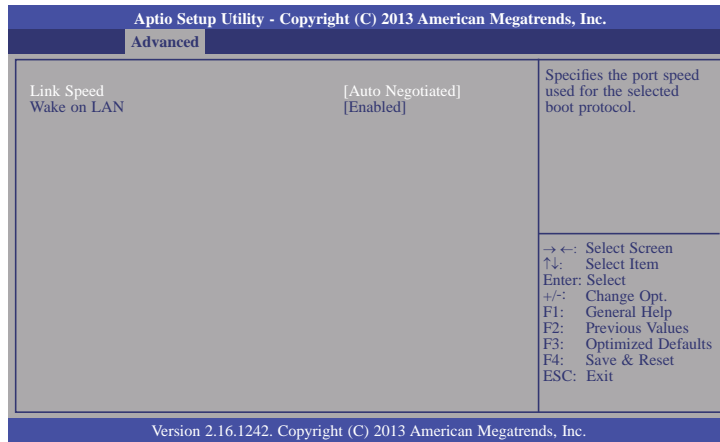 Aptio Setup Utility - Copyright (C) 2013 American Megatrends, Inc.
Advanced
Link Speed [Auto Negotiated]
Wake on LAN [Enabled]
Specifies the port speed
used for the selected
boot protocol.
→ ←: Select Screen
↑↓: Select Item
Enter: Select
+/-: Change Opt.
F1: General Help
F2: Previous Values
F3: Optimized Defaults
F4: Save & Reset
ESC: Exit
Version 2.16.1242. Copyright (C) 2013 American Megatrends, Inc.